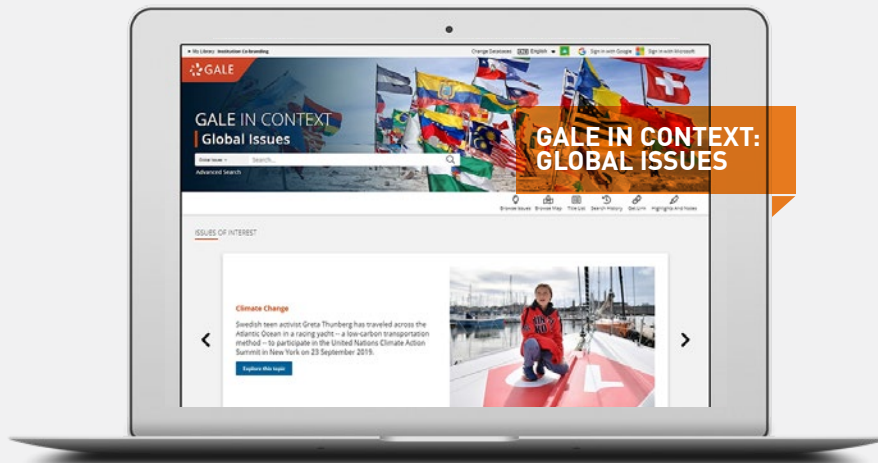 My Library Institution Co-branding
Change Databases English Sign in with Google Sign in with Microsoft
GALE
GALE IN CONTEXT
Global Issues
Search...
Advanced Search
GALE IN CONTEXT:
GLOBAL ISSUES
Browse Issues Browse Map Title List Search History Get Link Highlights And Notes
ISSUES OF INTEREST
Climate Change
Swedish teen activist Greta Thunberg has traveled across the
Atlantic Ocean in a racing yacht -- a low-carbon transportation
method -- to participate in the United Nations Climate Action
Summit in New York on 23 September 2019.
Explore this topic